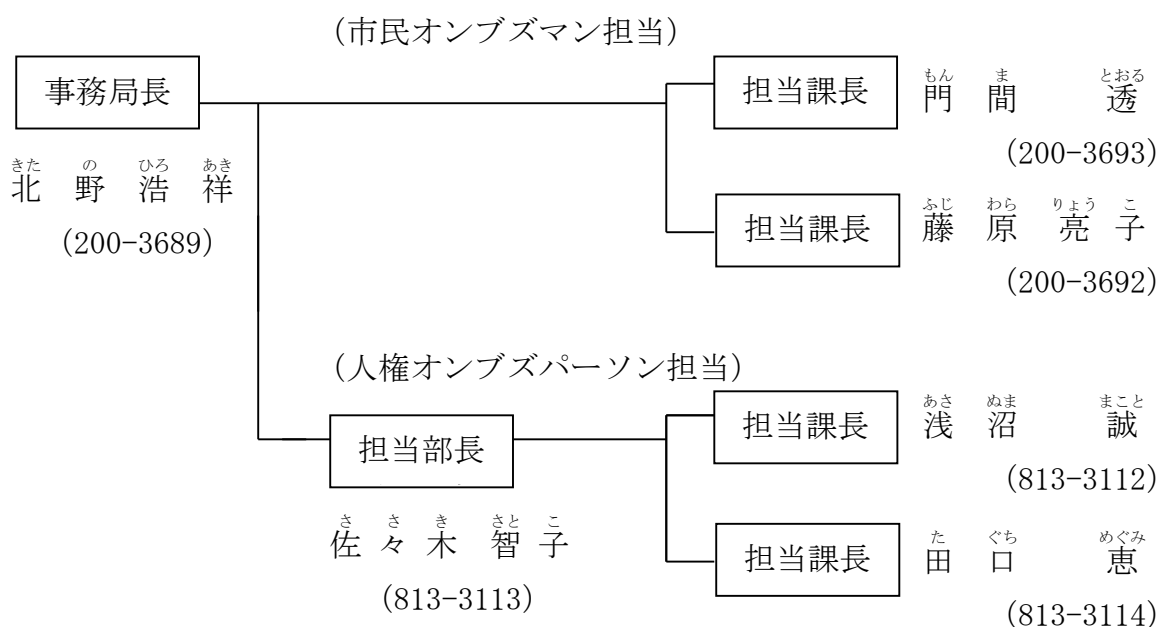 (市民オンブズマン担当)
事務局長
きた の ひろ あき
北 野 浩 祥
(200-3689)
担当課長
もん ま とおる
門 間 透
(200-3693)
担当課長
ふじ わら りょう こ
藤 原 亮 子
(200-3692)
(人権オンブズパーソン担当)
担当部長
さ さ き さと こ
佐 々 木 智 子
(813-3113)
担当課長
あさ ぬま まこと
浅 沼 誠
(813-3112)
担当課長
た ぐち めぐみ
田 口 恵
(813-3114)